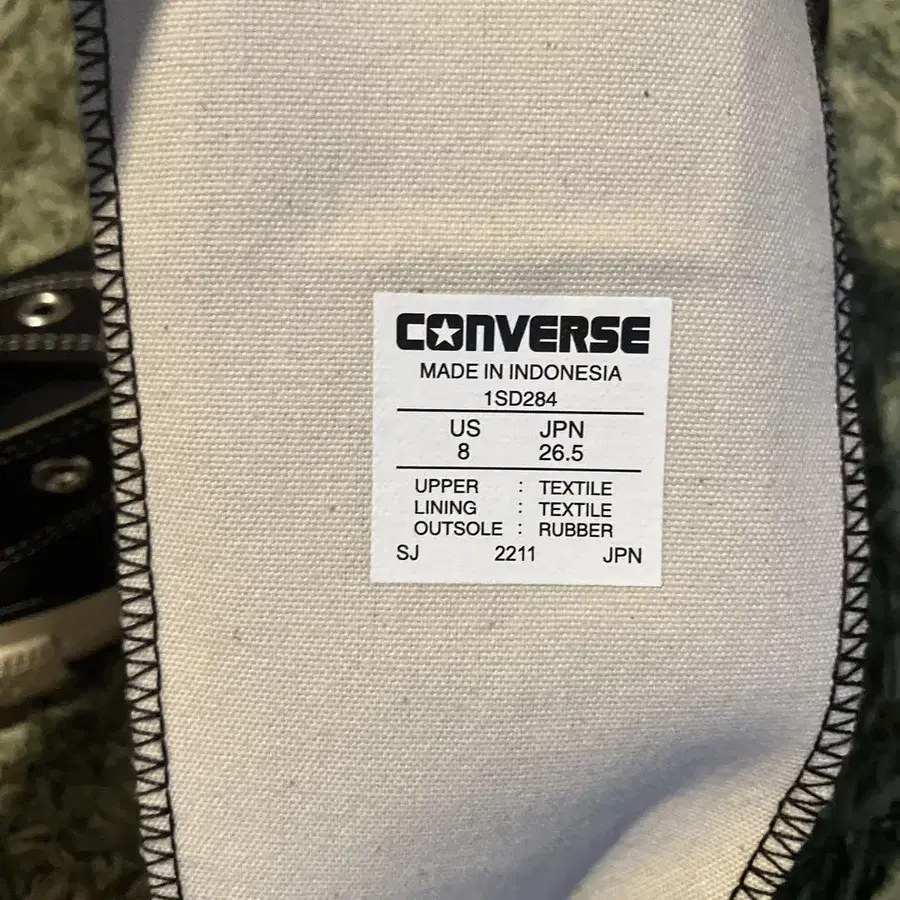 CONVERSE
MADE IN INDONESIA
1SD284
US JPN
8 26.5
UPPER : TEXTILE
LINING : TEXTILE
OUTSOLE : RUBBER
SJ 2211 JPN